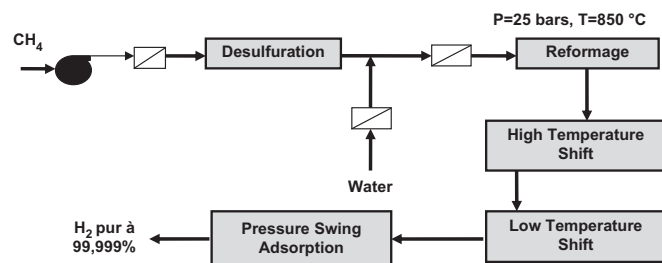 P=25 bars, T=850 °C
CH4
Desulfuration
Reformage
High Temperature
Shift
Water
H2 pur à
99,999%
Pressure Swing
Adsorption
Low Temperature
Shift